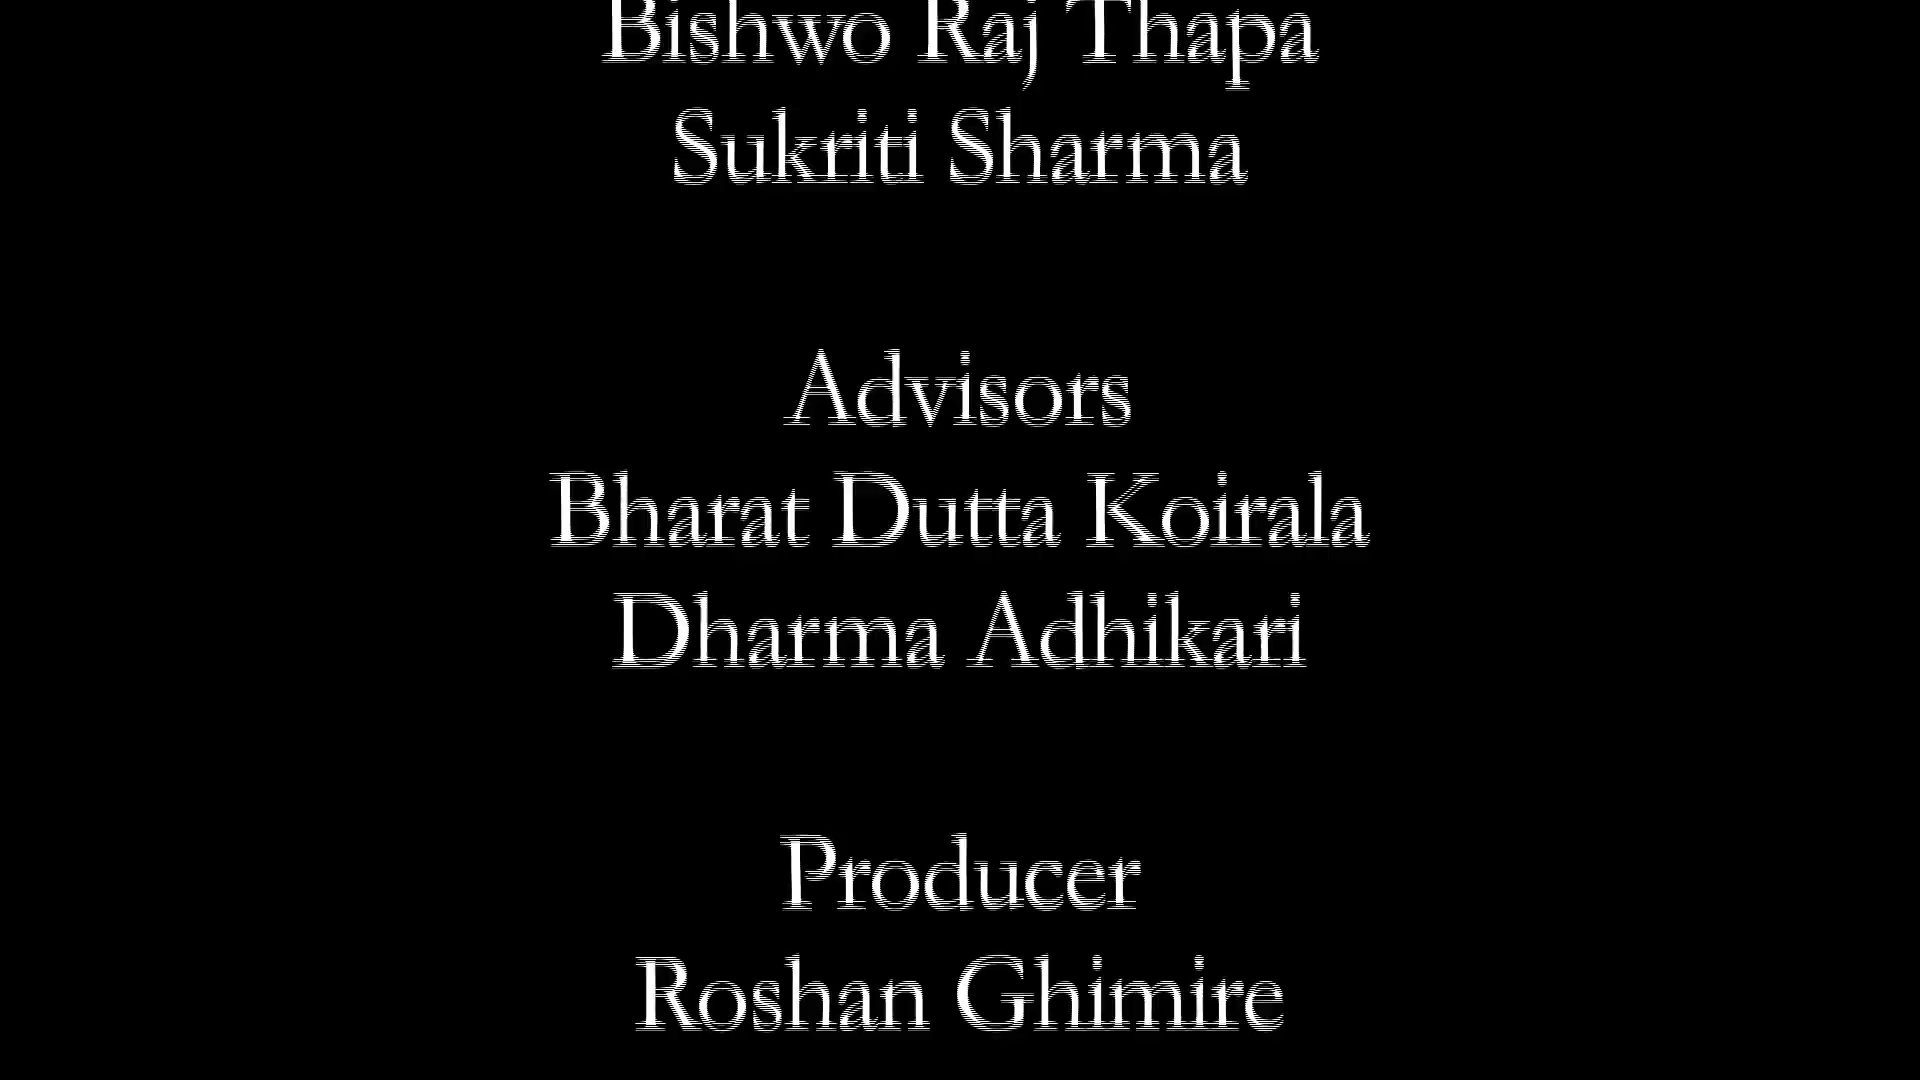 Bishwo Raj Thapa
Sukriti Sharma
Advisors
Bharat Dutta Koirala
Dharma Adhikari
Producer
Roshan Ghimire